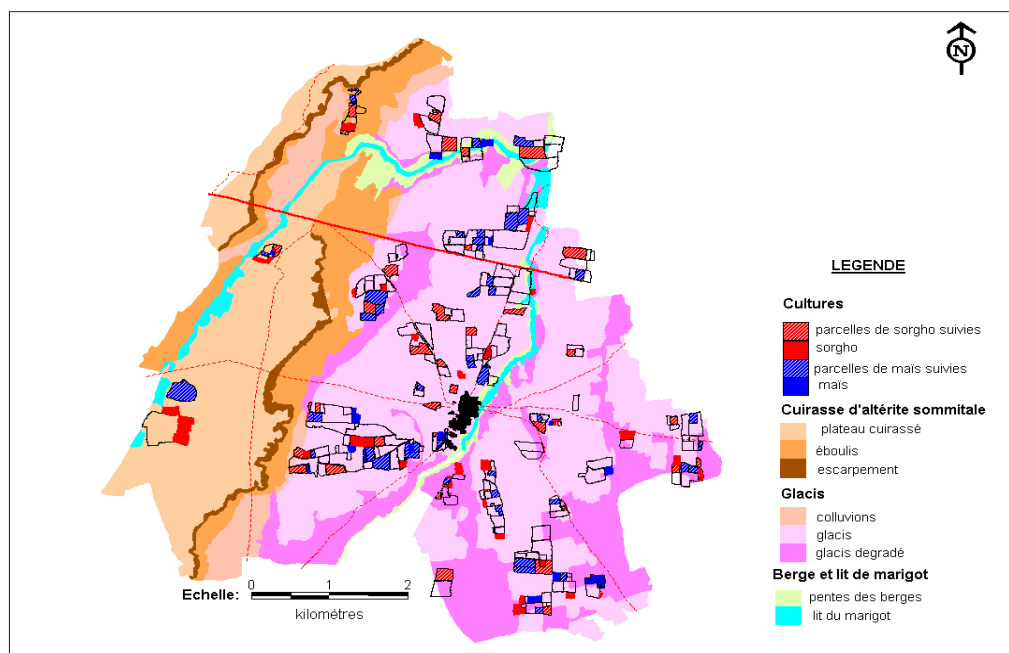 N
LEGENDE
Cultures
parcelles de sorgho suivies
sorgho
parcelles de maïs suivies
maïs
Cuirasse d'altérite sommitale
plateau cuirassé
éboulis
escarpement
Glacis
colluvions
glacis
glacis degradé
Berge et lit de marigot
pentes des berges
lit du marigot
0 1 2
Echelle:
kilomètres